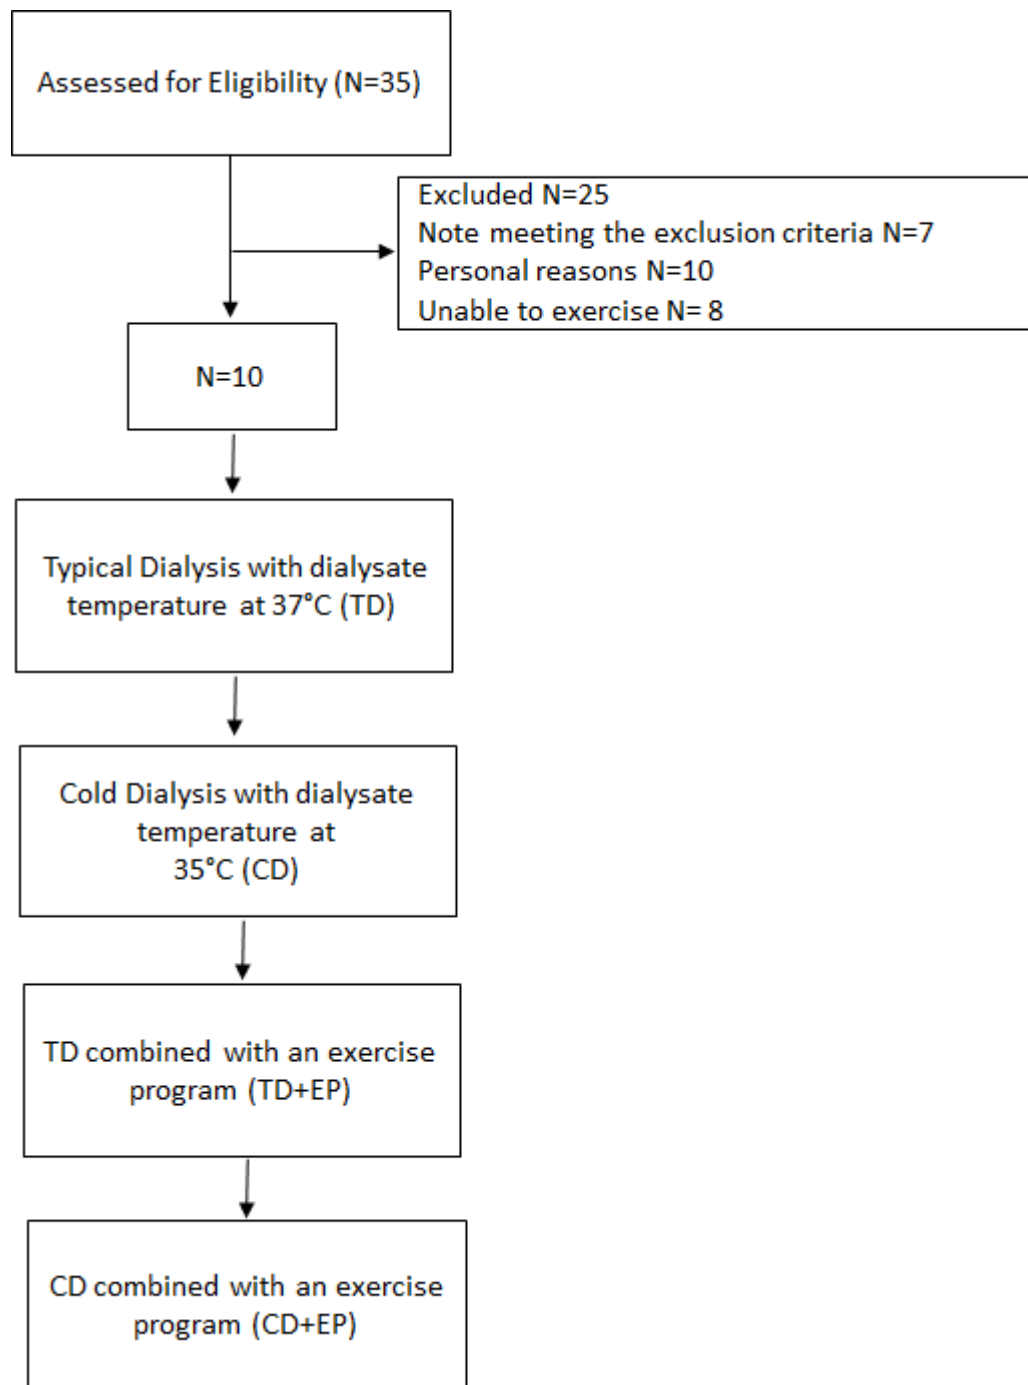 Assessed for Eligibility (N=35)
Excluded N=25
Note meeting the exclusion criteria N=7
Personal reasons N=10
Unable to exercise N= 8
N=10
Typical Dialysis with dialysate
temperature at 37°C (TD)
Cold Dialysis with dialysate
temperature at
35°C (CD)
TD combined with an exercise
program (TD+EP)
CD combined with an exercise
program (CD+EP)